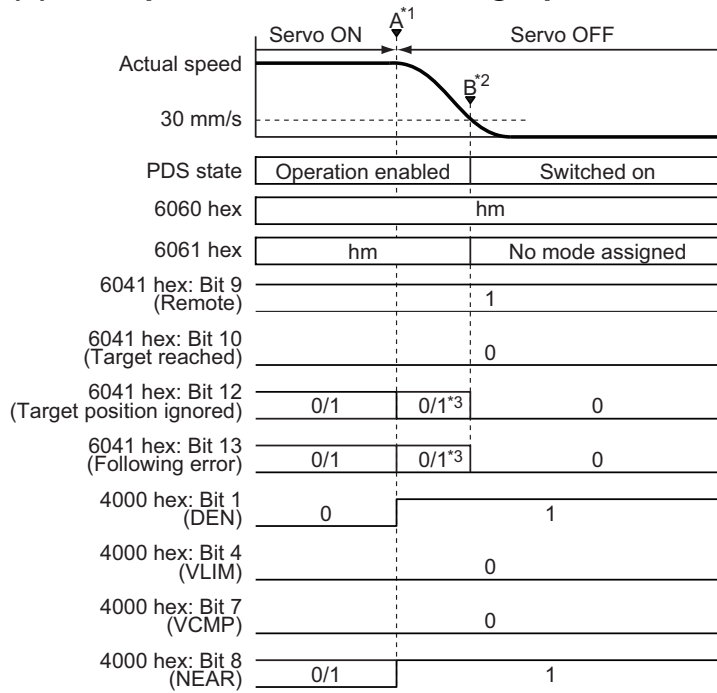 A*1
Servo ON
Servo OFF
Actual speed
B*2
30 mm/s
PDS state
Operation enabled
Switched on
6060 hex
hm
6061 hex
hm
No mode assigned
6041 hex: Bit 9
(Remote)
1
6041 hex: Bit 10
(Target reached)
0
6041 hex: Bit 12
(Target position ignored)
0/1
0/1*3
0
6041 hex: Bit 13
(Following error)
0/1
0/1*3
0
4000 hex: Bit 1
(DEN)
0
1
4000 hex: Bit 4
(VLIM)
0
4000 hex: Bit 7
(VCMP)
0
4000 hex: Bit 8
(NEAR)
0/1
1